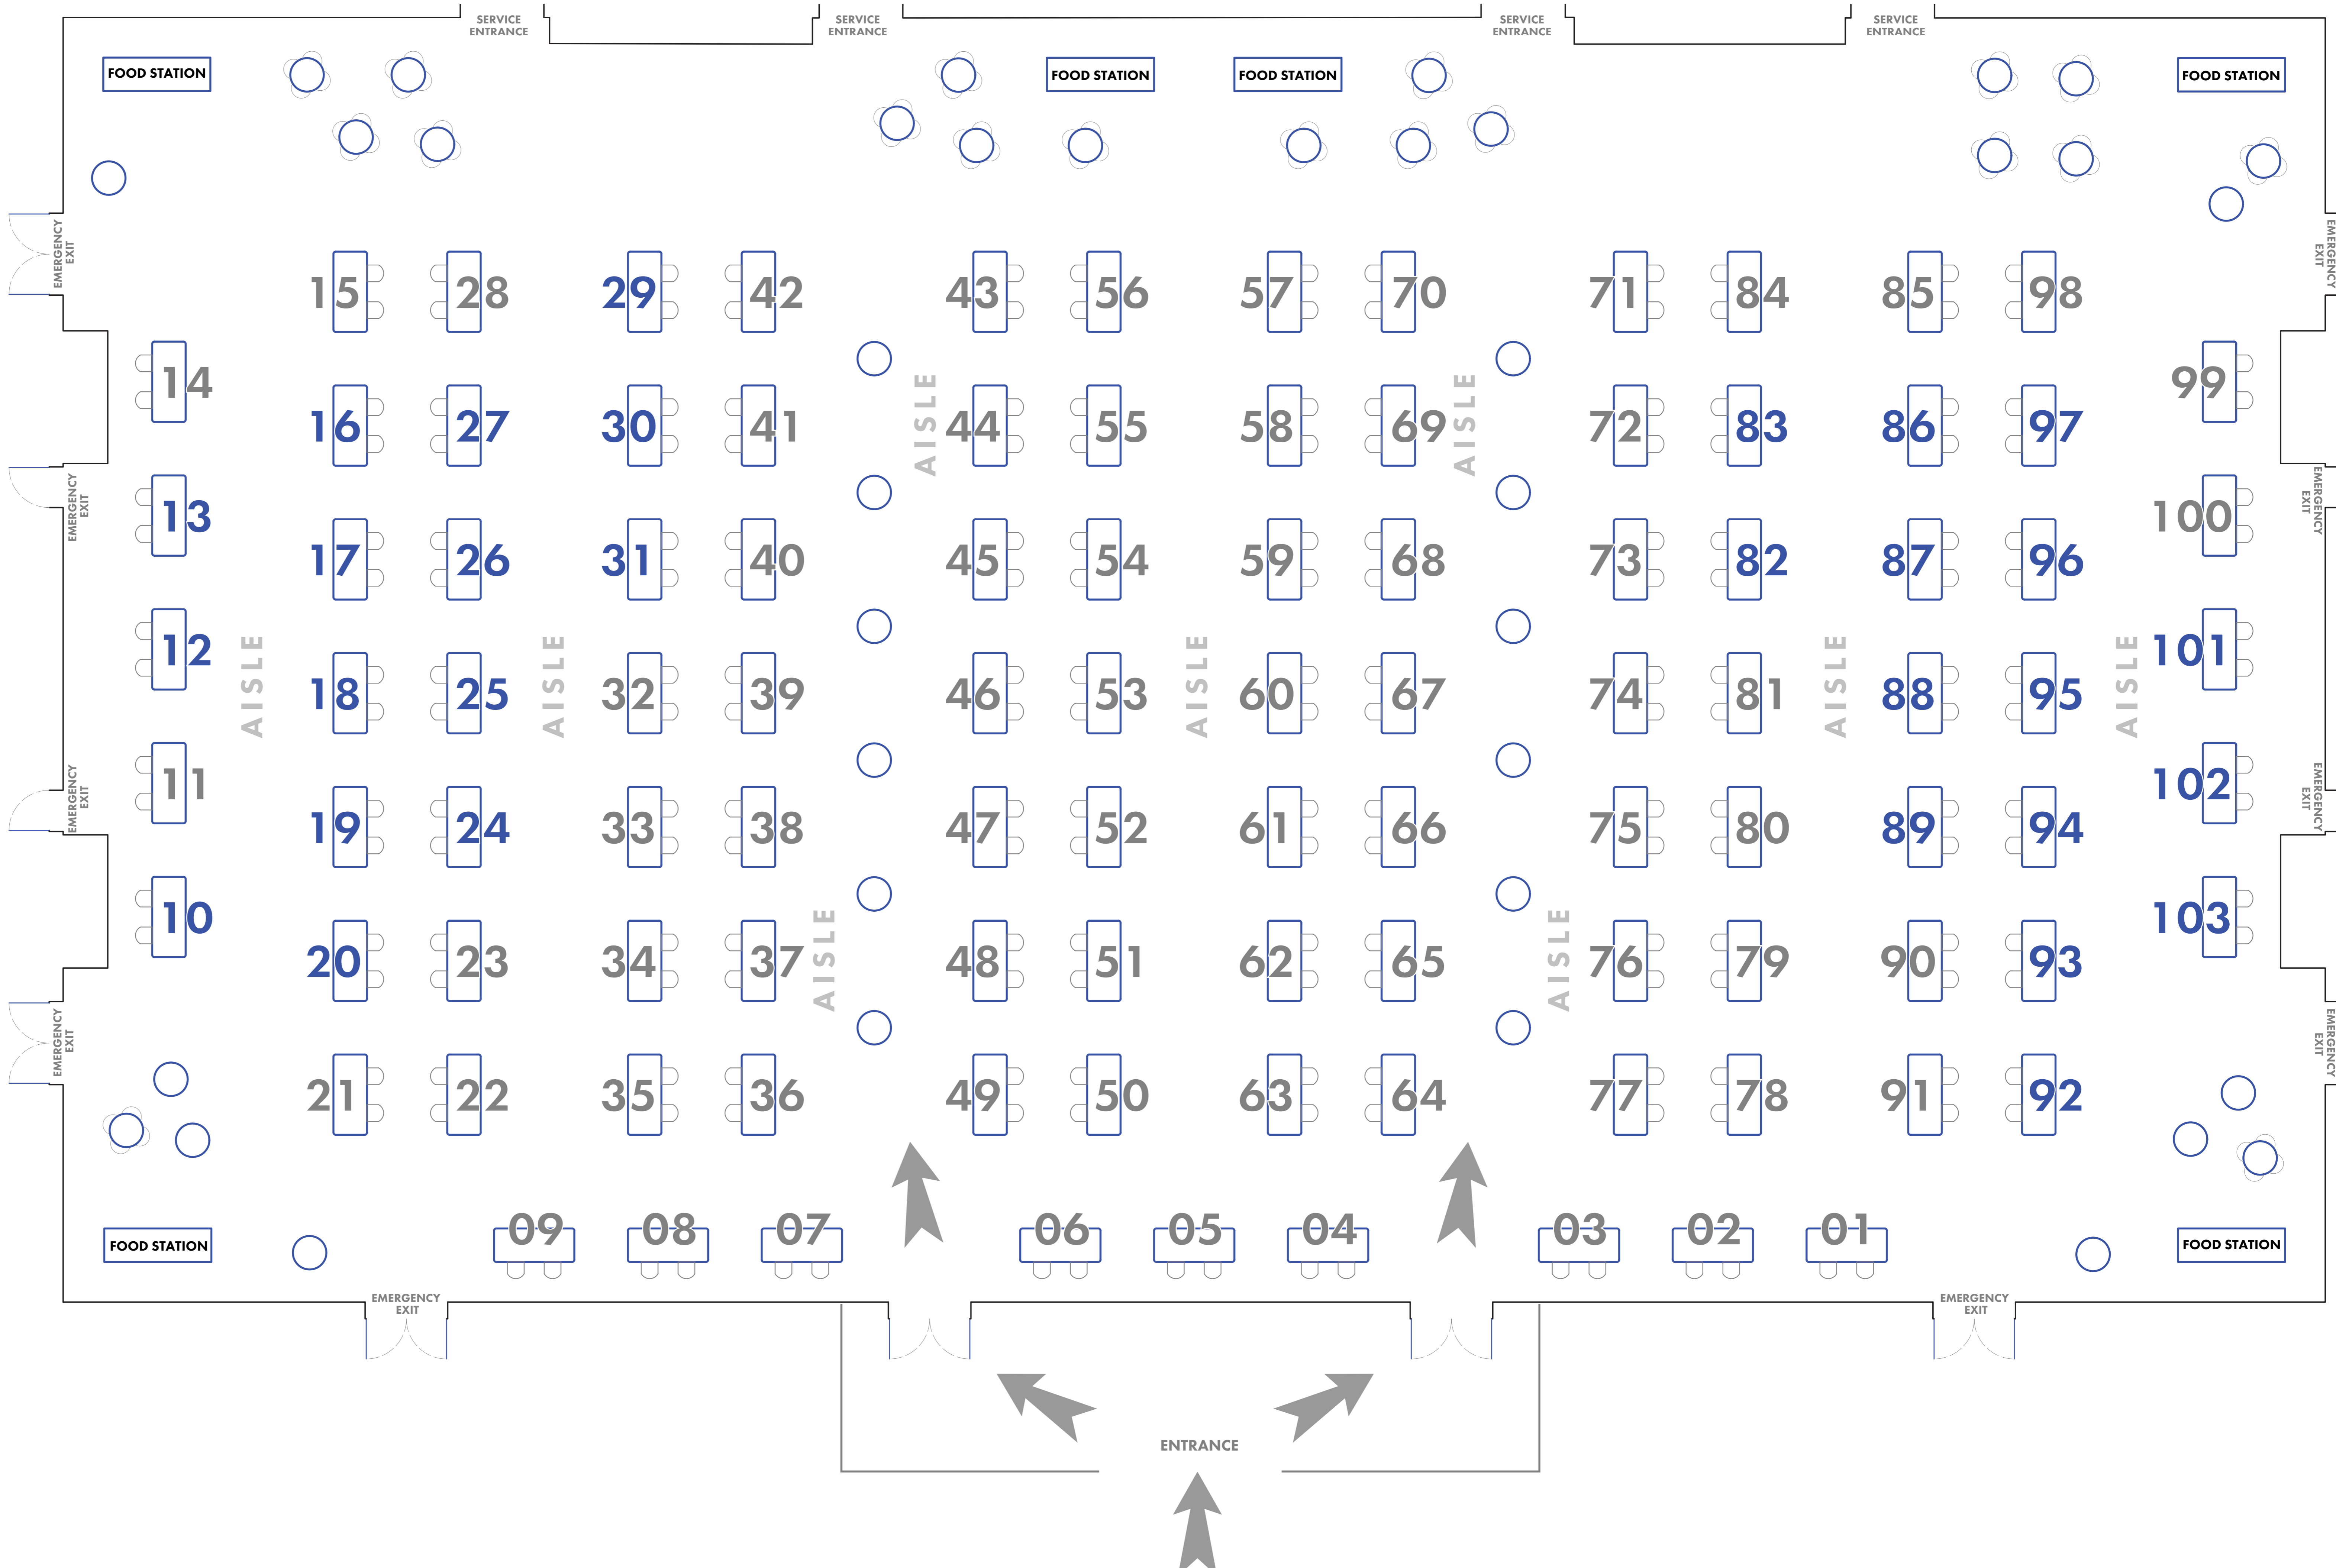 SERVICE
ENTRANCE
SERVICE
ENTRANCE
SERVICE
ENTRANCE
SERVICE
ENTRANCE
FOOD STATION
FOOD STATION
FOOD STATION
FOOD STATION
EMERGENCY
EXIT
EMERGENCY
EXIT
15 28 29 42 43 56 57 70 71 84 85 98
14 99
AISLE
AISLE
16 27 30 41 44 55 58 69 72 83 86 97
EMERGENCY
EXIT
EMERGENCY
EXIT
13 100
17 26 31 40 45 54 59 68 73 82 87 96
12 101
AISLE
AISLE
AISLE
AISLE
AISLE
18 25 32 39 46 53 60 67 74 81 88 95
11 102
EMERGENCY
EXIT
EMERGENCY
EXIT
19 24 33 38 47 52 61 66 75 80 89 94
10 103
AISLE
AISLE
20 23 34 37 48 51 62 65 76 79 90 93
EMERGENCY
EXIT
EMERGENCY
EXIT
21 22 35 36 49 50 63 64 77 78 91 92
09 08 07 06 05 04 03 02 01
FOOD STATION
FOOD STATION
EMERGENCY
EXIT
EMERGENCY
EXIT
ENTRANCE